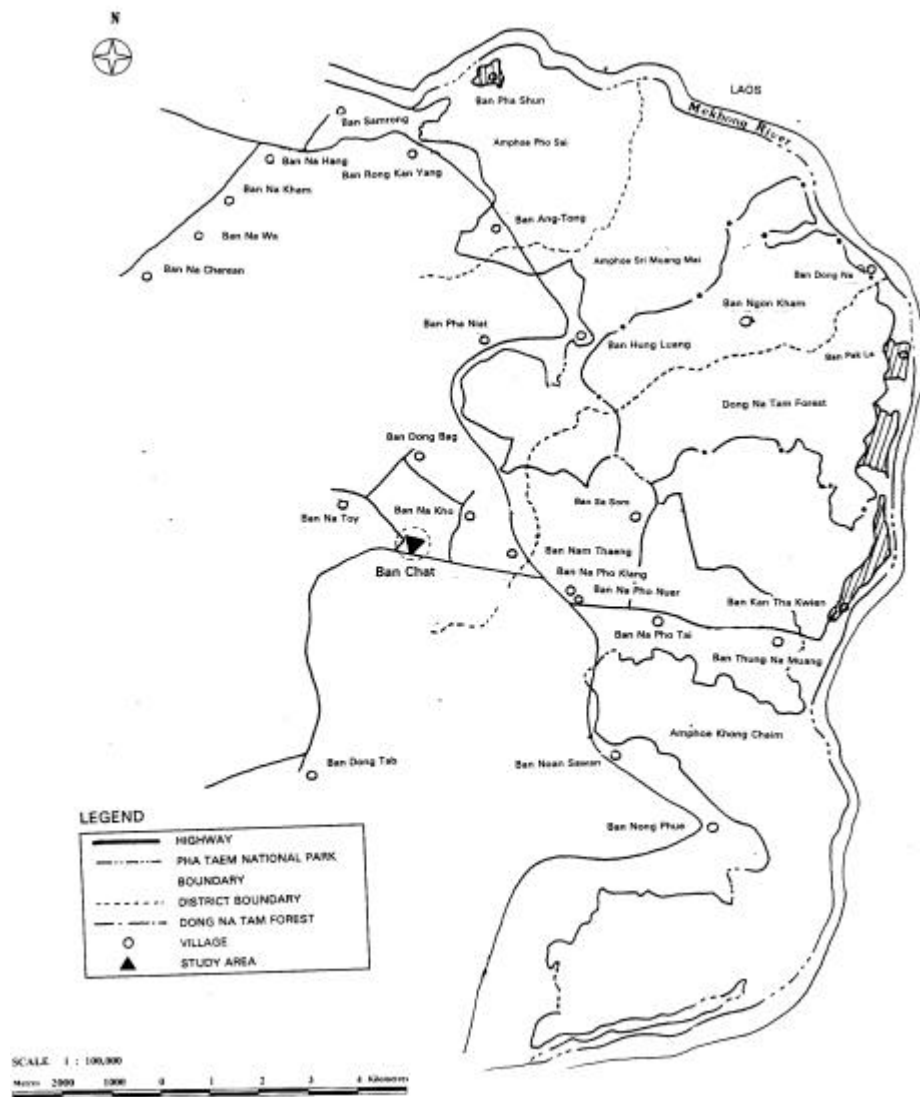 N
LAOS
Mekhong River
Ban Pha Shun
Ban Samrong
Amphoe Pho Sai
Ban Na Hang
Ban Rong Kan Yang
Ban Na Kham
Ban Ang-Tong
Ban Na Wa
Amphoe Sri Muang Mai
Ban Na Charean
Ban Dong Na
Ban Ngon Kham
Ban Pha Niat
Ban Hung Luang
Ban Pak La
Dong Na Tam Forest
Ban Dong Bag
Ban Na Toy
Ban Na Kho
Ban Sa Som
Ban Chat
Ban Nam Thaeng
Ban Na Pho Klang
Ban Na Pho Nuer
Ban Kan Tha Kwien
Ban Na Pho Tai
Ban Thung Na Muang
Amphoe Khong Chaim
Ban Dong Tab
Ban Noan Sawan
Ban Nong Phue
LEGEND
HIGHWAY
PHA TAEM NATIONAL PARK
BOUNDARY
DISTRICT BOUNDARY
DONG NA TAM FOREST
VILLAGE
STUDY AREA
SCALE 1 : 100,000
Metres 2000 1000 0 1 2 3 4 Kilometres